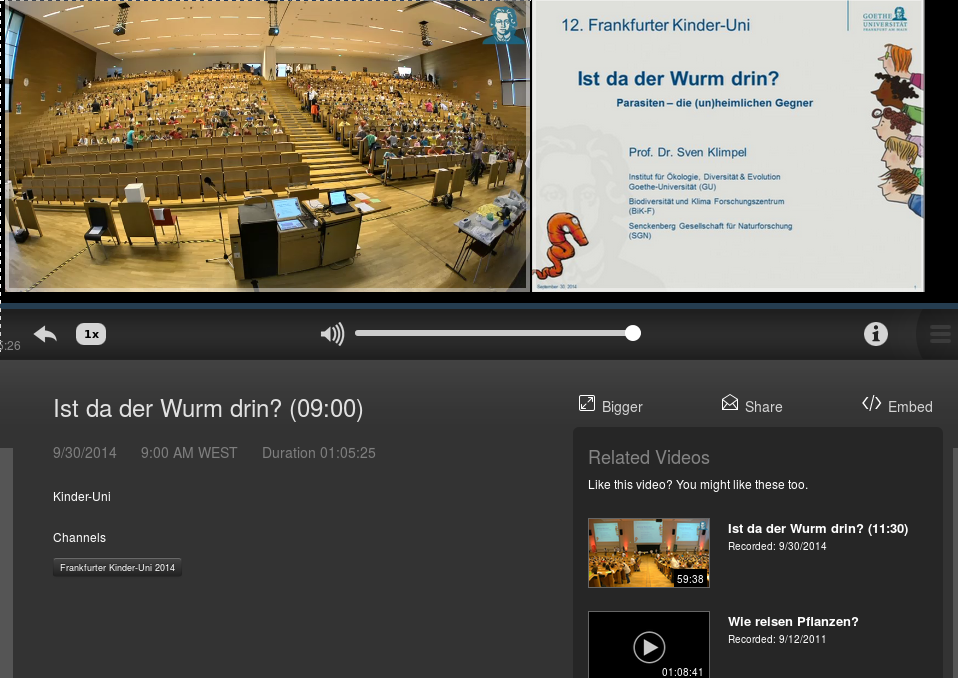 12. Frankfurter Kinder-Uni
GOETHE
UNIVERSITÄT
FRANKFURT AM MAIN
Ist da der Wurm drin?
Parasiten – die (un)heimlichen Gegner
Prof. Dr. Sven Klimpel
Institut für Ökologie, Diversität & Evolution
Goethe-Universität (GU)
Biodiversität und Klima Forschungszentrum
(BiK-F)
Senckenberg Gesellschaft für Naturforschung
(SGN)
September 30, 2014
:26
1x
Ist da der Wurm drin? (09:00)
9/30/2014 9:00 AM WEST Duration 01:05:25
Kinder-Uni
Channels
Frankfurter Kinder-Uni 2014
Bigger
Share
Embed
Related Videos
Like this video? You might like these too.
Ist da der Wurm drin? (11:30)
Recorded: 9/30/2014
59:38
Wie reisen Pflanzen?
Recorded: 9/12/2011
01:08:41